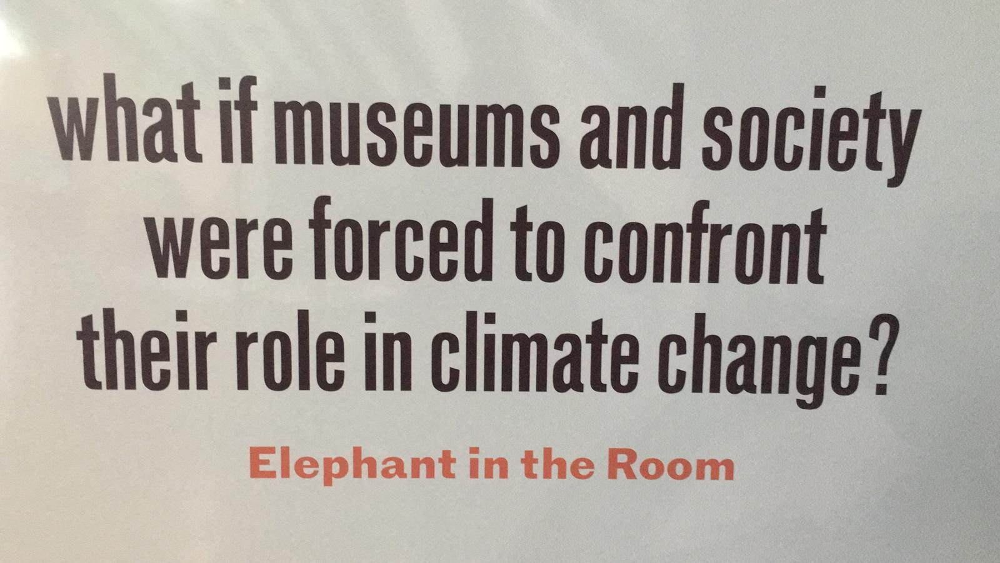 what if museums and society
were forced to confront
their role in climate change?
Elephant in the Room